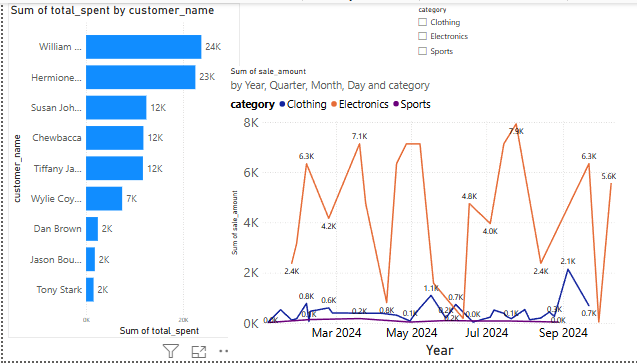 Sum of total_spent by customer_name
William ...
24K
Hermione...
23K
Susan Joh...
12K
Chewbacca
12K
Tiffany Ja...
12K
Wylie Coy...
7K
Dan Brown
2K
Jason Bou...
2K
Tony Stark
2K
customer_name
0K
20K
Sum of total_spent
category
Clothing
Electronics
Sports
Sum of sale_amount
by Year, Quarter, Month, Day and category
category Clothing Electronics Sports
8K
6K
4K
2K
0K
Sum of sale_amount
7.9K
7.1K
6.3K
6.3K
5.6K
4.8K
4.2K
4.0K
2.4K
2.4K
2.1K
1.1K
0.8K
0.6K
0.7K
0.7K
0.2K
0.8K
0.1K
0.0K
0.1K
0.3K
0.0K
Mar 2024
May 2024
Jul 2024
Sep 2024
Year